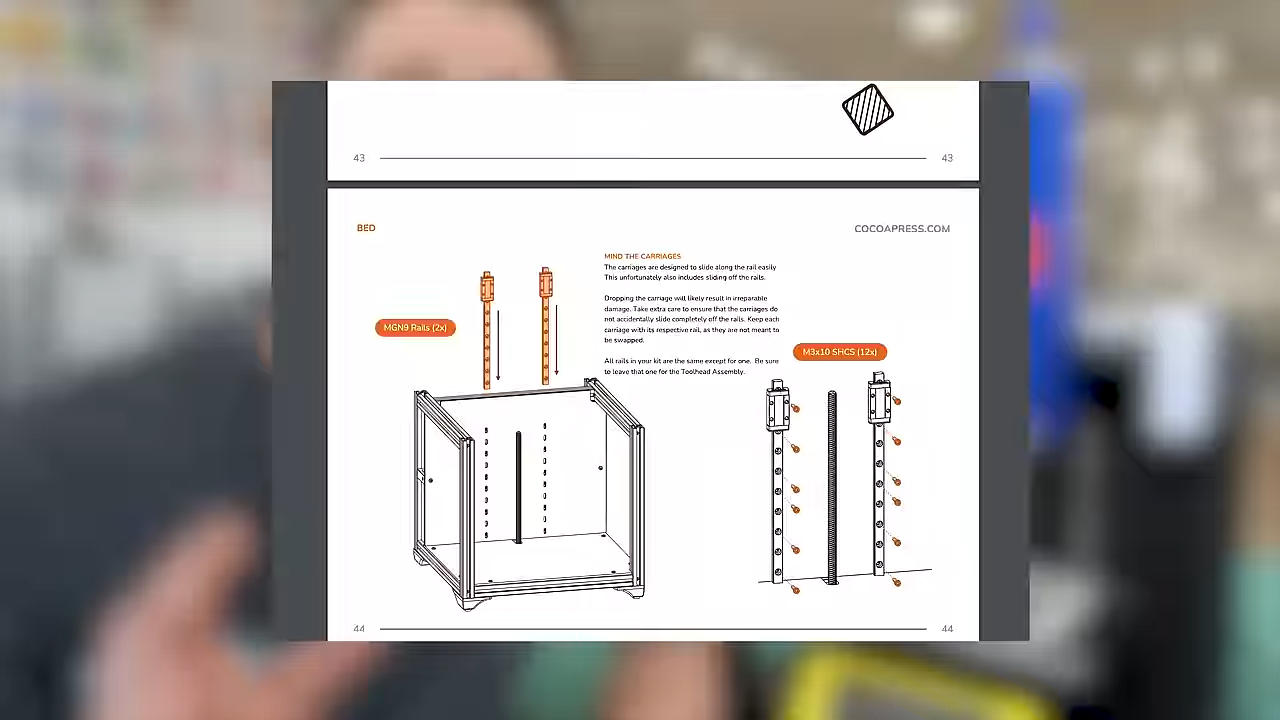 43
43
BED
COCOAPRESS.COM
MIND THE CARRIAGES
The carriages are designed to slide along the rail easily
This unfortunately also includes sliding off the rails.
Dropping the carriage will likely result in irreparable
damage. Take extra care to ensure that the carriages do
not accidentally slide completely off the rails. Keep each
carriage with its respective rail, as they are not meant to
be swapped.
All rails in your kit are the same except for one. Be sure
to leave that one for the Toolhead Assembly.
MGN9 Rails (2x)
M3x10 SHCS (12x)
44
44